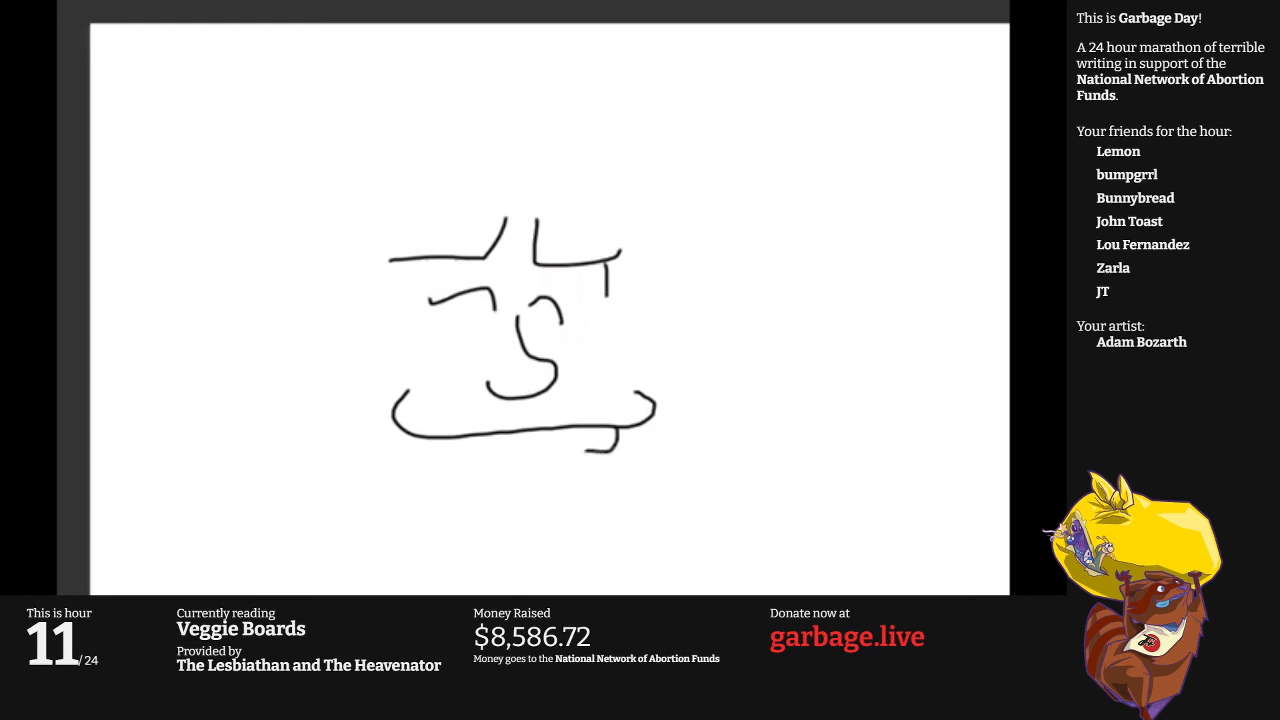 This is Garbage Day!
A 24 hour marathon of terrible
writing in support of the
National Network of Abortion
Funds.
Your friends for the hour:
Lemon
bumpgrrl
Bunnybread
John Toast
Lou Fernandez
Zarla
JT
Your artist:
Adam Bozarth
This is hour
11 / 24
Currently reading
Veggie Boards
Provided by
The Lesbiathan and The Heavenator
Money Raised
$8,586.72
Money goes to the National Network of Abortion Funds
Donate now at
garbage.live